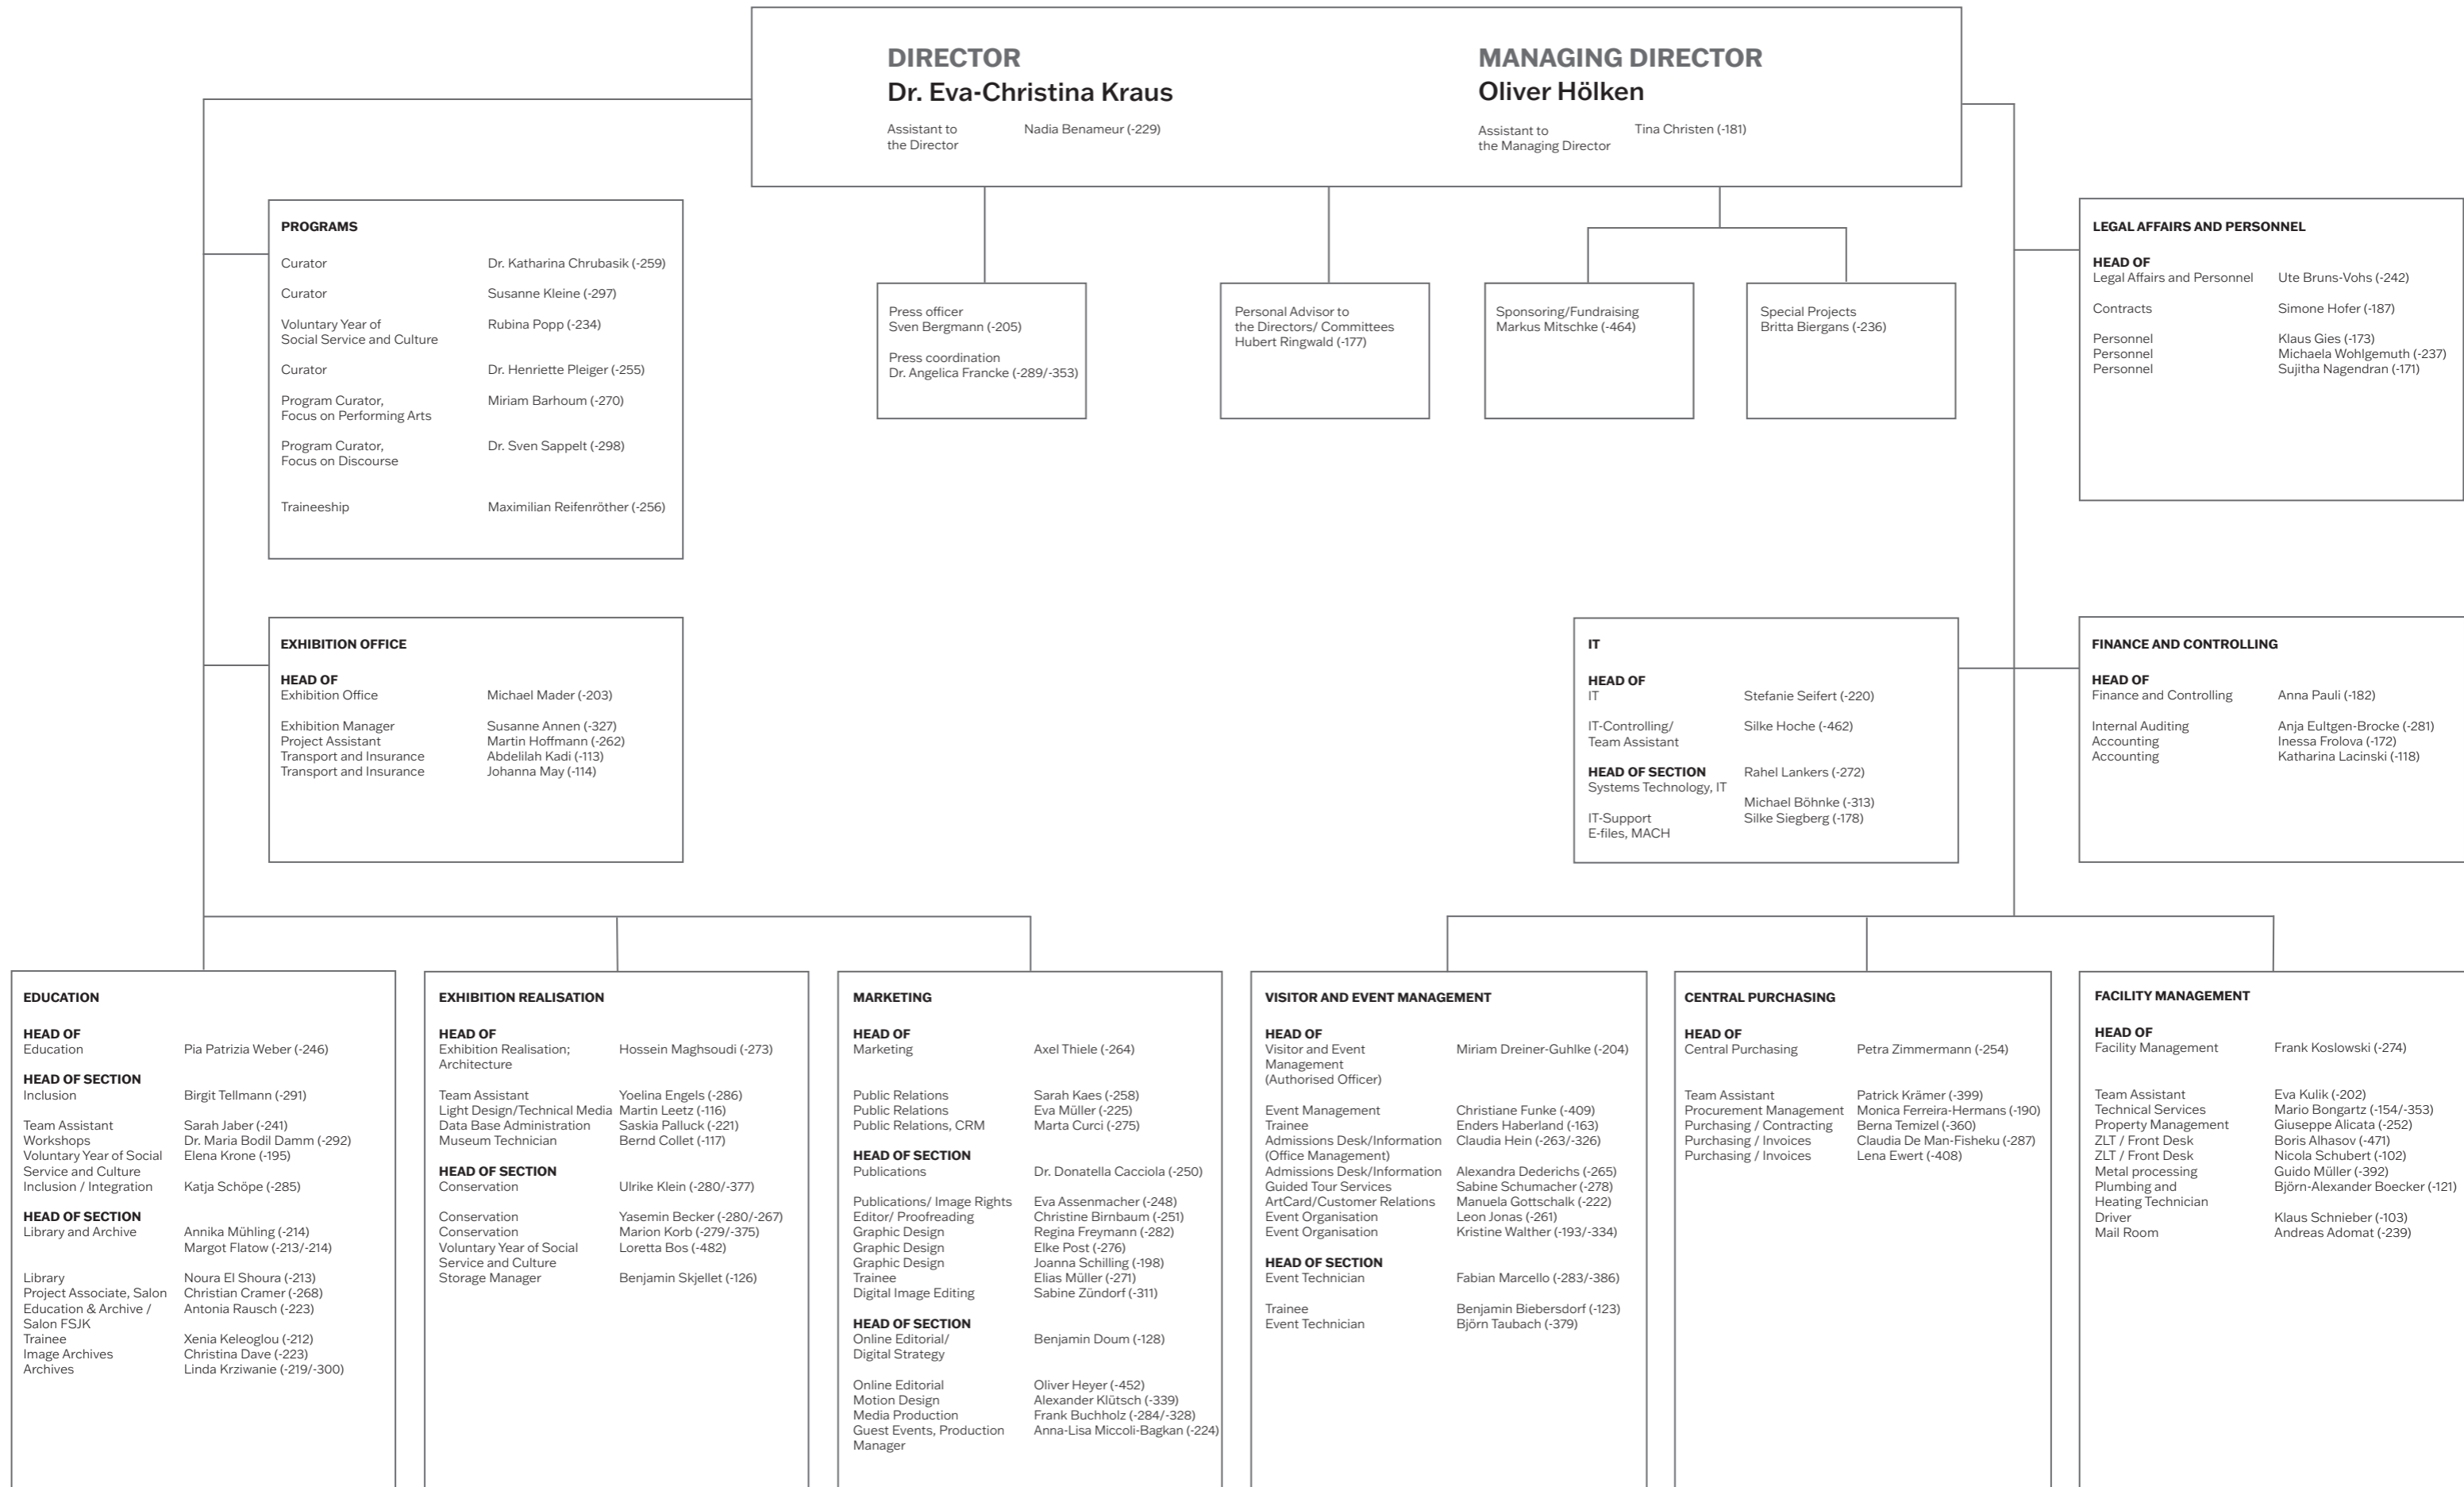 DIRECTOR
Dr. Eva-Christina Kraus
Assistant to Nadia Benameur (-229)
the Director
MANAGING DIRECTOR
Oliver Hölken
Assistant to Tina Christen (-181)
the Managing Director
PROGRAMS
Curator Dr. Katharina Chrubasik (-259)
Curator Susanne Kleine (-297)
Voluntary Year of Rubina Popp (-234)
Social Service and Culture
Curator Dr. Henriette Pleiger (-255)
Program Curator, Miriam Barhoum (-270)
Focus on Performing Arts
Program Curator, Dr. Sven Sappelt (-298)
Focus on Discourse
Traineeship Maximilian Reifenröther (-256)
Press officer
Sven Bergmann (-205)
Press coordination
Dr. Angelica Francke (-289/-353)
Personal Advisor to
the Directors/ Committees
Hubert Ringwald (-177)
Sponsoring/Fundraising
Markus Mitschke (-464)
Special Projects
Britta Biergans (-236)
LEGAL AFFAIRS AND PERSONNEL
HEAD OF
Legal Affairs and Personnel Ute Bruns-Vohs (-242)
Contracts Simone Hofer (-187)
Personnel Klaus Gies (-173)
Personnel Michaela Wohlgemuth (-237)
Personnel Sujitha Nagendran (-171)
EXHIBITION OFFICE
HEAD OF
Exhibition Office Michael Mader (-203)
Exhibition Manager Susanne Annen (-327)
Project Assistant Martin Hoffmann (-262)
Transport and Insurance Abdelilah Kadi (-113)
Transport and Insurance Johanna May (-114)
IT
HEAD OF
IT Stefanie Seifert (-220)
IT-Controlling/ Silke Hoche (-462)
Team Assistant
HEAD OF SECTION Rahel Lankers (-272)
Systems Technology, IT
Michael Böhnke (-313)
IT-Support Silke Siegberg (-178)
E-files, MACH
FINANCE AND CONTROLLING
HEAD OF
Finance and Controlling Anna Pauli (-182)
Internal Auditing Anja Eultgen-Brocke (-281)
Accounting Inessa Frolova (-172)
Accounting Katharina Lacinski (-118)
EDUCATION
HEAD OF
Education Pia Patrizia Weber (-246)
HEAD OF SECTION
Inclusion Birgit Tellmann (-291)
Team Assistant Sarah Jaber (-241)
Workshops Dr. Maria Bodil Damm (-292)
Voluntary Year of Social Elena Krone (-195)
Service and Culture
Inclusion / Integration Katja Schöpe (-285)
HEAD OF SECTION
Library and Archive Annika Mühling (-214)
Margot Flatow (-213/-214)
Library Noura El Shoura (-213)
Project Associate, Salon Christian Cramer (-268)
Education & Archive / Antonia Rausch (-223)
Salon FSJK
Trainee Xenia Keleoglou (-212)
Image Archives Christina Dave (-223)
Archives Linda Krziwanie (-219/-300)
EXHIBITION REALISATION
HEAD OF
Exhibition Realisation; Hossein Maghsoudi (-273)
Architecture
Team Assistant Yoelina Engels (-286)
Light Design/Technical Media Martin Leetz (-116)
Data Base Administration Saskia Palluck (-221)
Museum Technician Bernd Collet (-117)
HEAD OF SECTION
Conservation Ulrike Klein (-280/-377)
Conservation Yasemin Becker (-280/-267)
Conservation Marion Korb (-279/-375)
Voluntary Year of Social Loretta Bos (-482)
Service and Culture
Storage Manager Benjamin Skjellet (-126)
MARKETING
HEAD OF
Marketing Axel Thiele (-264)
Public Relations Sarah Kaes (-258)
Public Relations Eva Müller (-225)
Public Relations, CRM Marta Curci (-275)
HEAD OF SECTION
Publications Dr. Donatella Cacciola (-250)
Publications/ Image Rights Eva Assenmacher (-248)
Editor/ Proofreading Christine Birnbaum (-251)
Graphic Design Regina Freymann (-282)
Graphic Design Elke Post (-276)
Graphic Design Joanna Schilling (-198)
Trainee Elias Müller (-271)
Digital Image Editing Sabine Zündorf (-311)
HEAD OF SECTION
Online Editorial/ Benjamin Doum (-128)
Digital Strategy
Online Editorial Oliver Heyer (-452)
Motion Design Alexander Klütsch (-339)
Media Production Frank Buchholz (-284/-328)
Guest Events, Production Anna-Lisa Miccoli-Bagkan (-224)
Manager
VISITOR AND EVENT MANAGEMENT
HEAD OF
Visitor and Event Miriam Dreiner-Guhlke (-204)
Management
(Authorised Officer)
Event Management Christiane Funke (-409)
Trainee Enders Haberland (-163)
Admissions Desk/Information Claudia Hein (-263/-326)
(Office Management)
Admissions Desk/Information Alexandra Dederichs (-265)
Guided Tour Services Sabine Schumacher (-278)
ArtCard/Customer Relations Manuela Gottschalk (-222)
Event Organisation Leon Jonas (-261)
Event Organisation Kristine Walther (-193/-334)
HEAD OF SECTION
Event Technician Fabian Marcello (-283/-386)
Trainee Benjamin Biebersdorf (-123)
Event Technician Björn Taubach (-379)
CENTRAL PURCHASING
HEAD OF
Central Purchasing Petra Zimmermann (-254)
Team Assistant Patrick Krämer (-399)
Procurement Management Monica Ferreira-Hermans (-190)
Purchasing / Contracting Berna Temizel (-360)
Purchasing / Invoices Claudia De Man-Fisheku (-287)
Purchasing / Invoices Lena Ewert (-408)
FACILITY MANAGEMENT
HEAD OF
Facility Management Frank Koslowski (-274)
Team Assistant Eva Kulik (-202)
Technical Services Mario Bongartz (-154/-353)
Property Management Giuseppe Alicata (-252)
ZLT / Front Desk Boris Alhasov (-471)
ZLT / Front Desk Nicola Schubert (-102)
Metal processing Guido Müller (-392)
Plumbing and Björn-Alexander Boecker (-121)
Heating Technician
Driver Klaus Schnieber (-103)
Mail Room Andreas Adomat (-239)